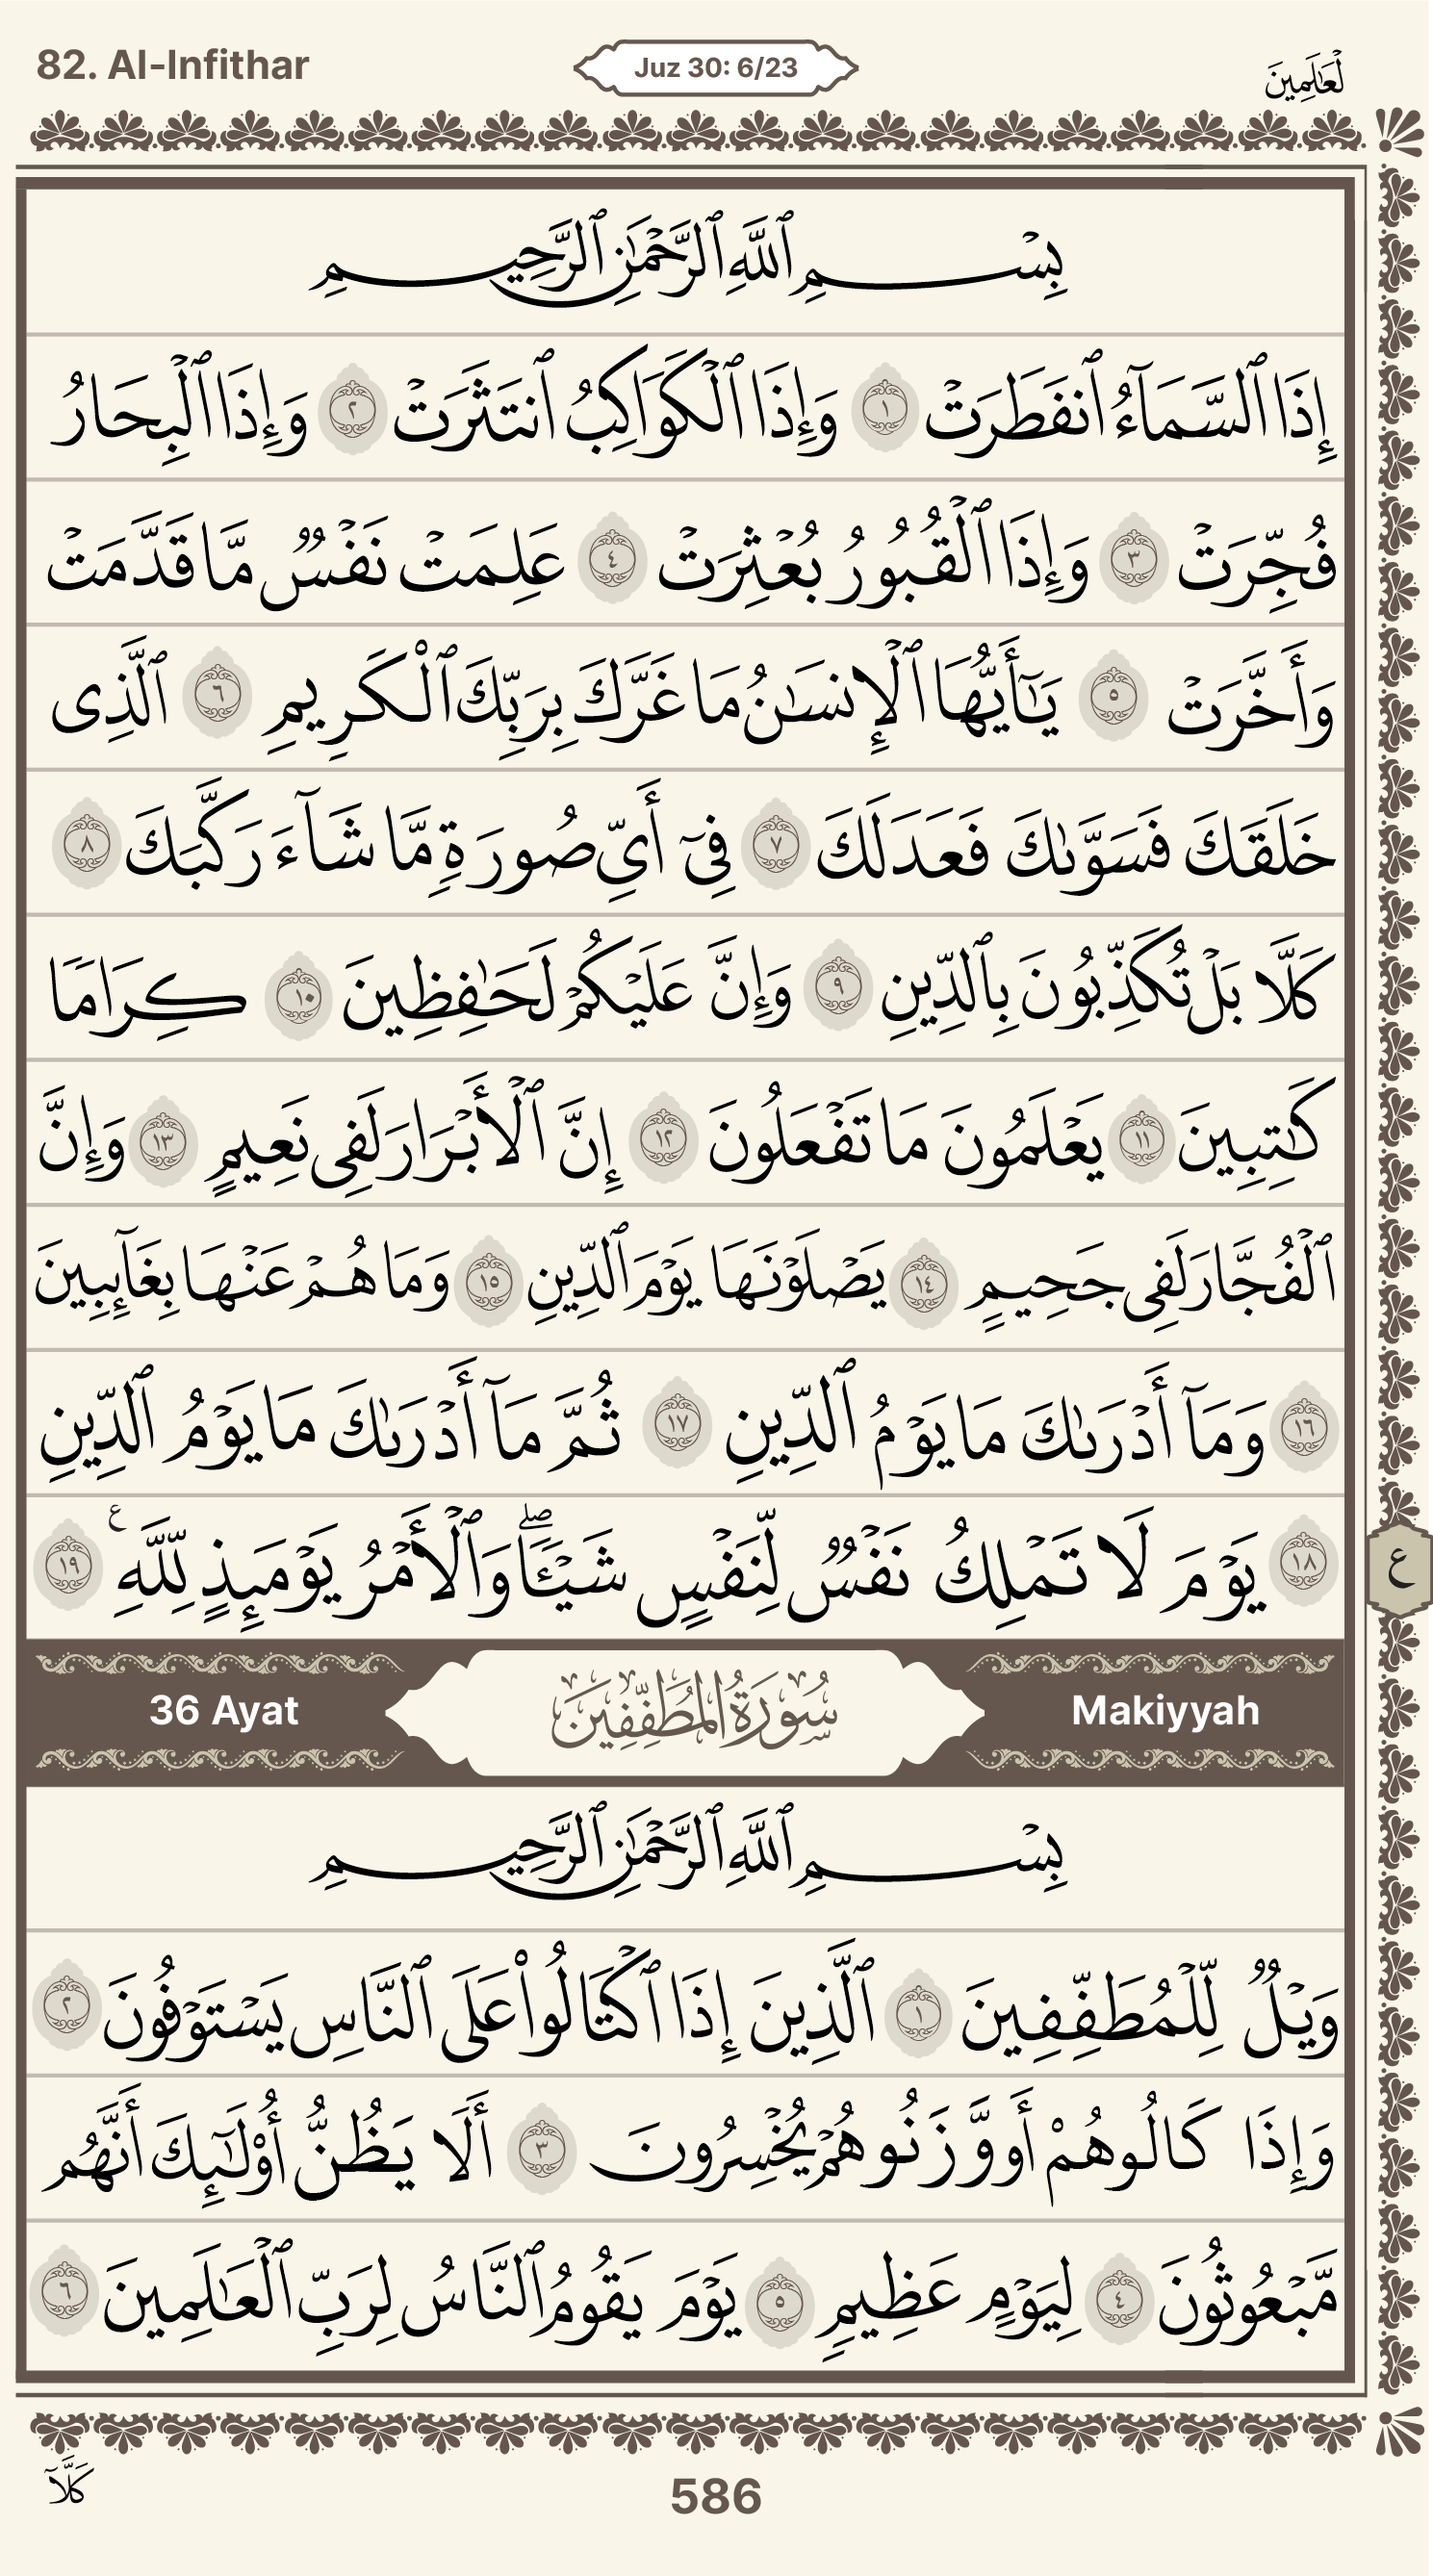 82. Al-Infithar
Juz 30: 6/23
لْعَٰلَمِينَ
بِسْمِ ٱللَّهِ ٱلرَّحْمَٰنِ ٱلرَّحِيمِ
إِذَا ٱلسَّمَآءُ ٱنفَطَرَتْ ١ وَإِذَا ٱلْكَوَاكِبُ ٱنتَثَرَتْ ٢ وَإِذَا ٱلْبِحَارُ
فُجِّرَتْ ٣ وَإِذَا ٱلْقُبُورُ بُعْثِرَتْ ٤ عَلِمَتْ نَفْسٌ مَّا قَدَّمَتْ
وَأَخَّرَتْ ٥ يَٰٓأَيُّهَا ٱلْإِنسَٰنُ مَا غَرَّكَ بِرَبِّكَ ٱلْكَرِيمِ ٦ ٱلَّذِى
خَلَقَكَ فَسَوَّىٰكَ فَعَدَلَكَ ٧ فِىٓ أَىِّ صُورَةٍ مَّا شَآءَ رَكَّبَكَ ٨
كَلَّا بَلْ تُكَذِّبُونَ بِٱلدِّينِ ٩ وَإِنَّ عَلَيْكُمْ لَحَٰفِظِينَ ١٠ كِرَامًا
كَٰتِبِينَ ١١ يَعْلَمُونَ مَا تَفْعَلُونَ ١٢ إِنَّ ٱلْأَبْرَارَ لَفِى نَعِيمٍ ١٣ وَإِنَّ
ٱلْفُجَّارَ لَفِى جَحِيمٍ ١٤ يَصْلَوْنَهَا يَوْمَ ٱلدِّينِ ١٥ وَمَا هُمْ عَنْهَا بِغَآئِبِينَ
١٦ وَمَآ أَدْرَىٰكَ مَا يَوْمُ ٱلدِّينِ ١٧ ثُمَّ مَآ أَدْرَىٰكَ مَا يَوْمُ ٱلدِّينِ
١٨ يَوْمَ لَا تَمْلِكُ نَفْسٌ لِّنَفْسٍ شَيْـًٔا ۖ وَٱلْأَمْرُ يَوْمَئِذٍ لِّلَّهِ ع ١٩
ع
Makiyyah
سُورَةُ المُطَفِّفِينَ
36 Ayat
بِسْمِ ٱللَّهِ ٱلرَّحْمَٰنِ ٱلرَّحِيمِ
وَيْلٌ لِّلْمُطَفِّفِينَ ١ ٱلَّذِينَ إِذَا ٱكْتَالُوا۟ عَلَى ٱلنَّاسِ يَسْتَوْفُونَ ٢
وَإِذَا كَالُوهُمْ أَو وَّزَنُوهُمْ يُخْسِرُونَ ٣ أَلَا يَظُنُّ أُو۟لَٰٓئِكَ أَنَّهُم
مَّبْعُوثُونَ ٤ لِيَوْمٍ عَظِيمٍ ٥ يَوْمَ يَقُومُ ٱلنَّاسُ لِرَبِّ ٱلْعَٰلَمِينَ ٦
كَلَّآ
586